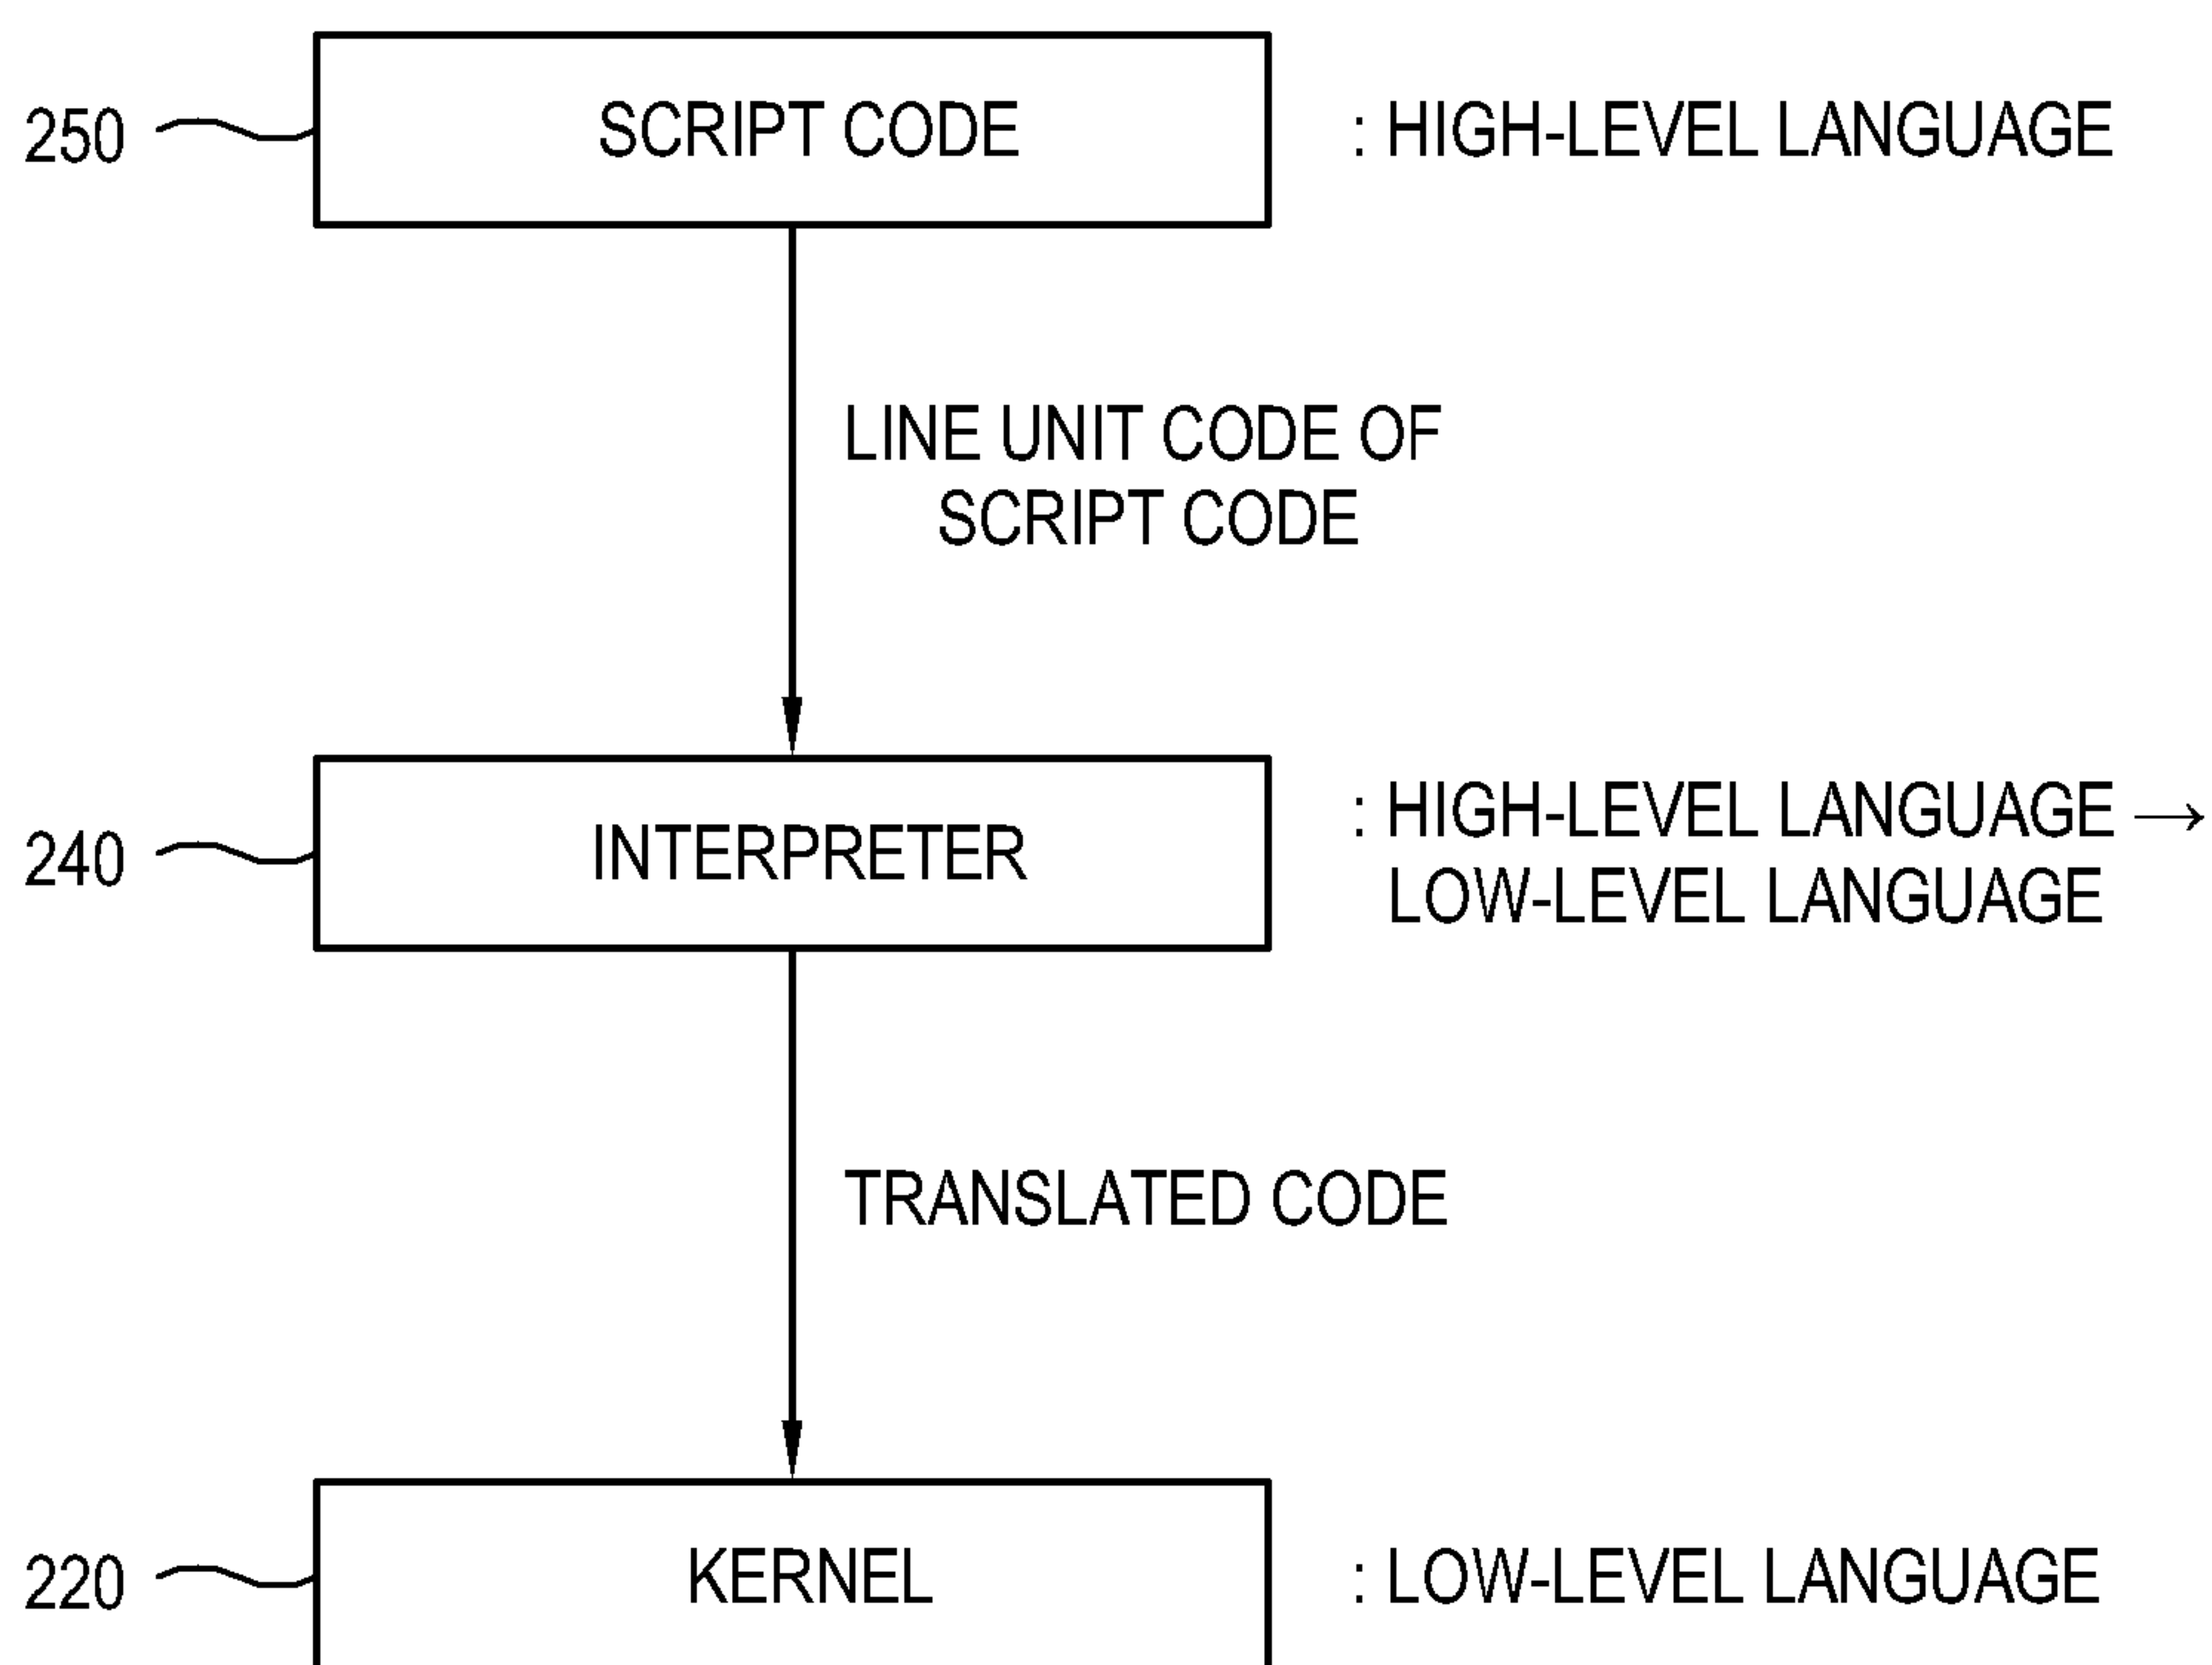 250 SCRIPT CODE : HIGH-LEVEL LANGUAGE
LINE UNIT CODE OF
SCRIPT CODE
240 INTERPRETER : HIGH-LEVEL LANGUAGE →
LOW-LEVEL LANGUAGE
TRANSLATED CODE
220 KERNEL : LOW-LEVEL LANGUAGE